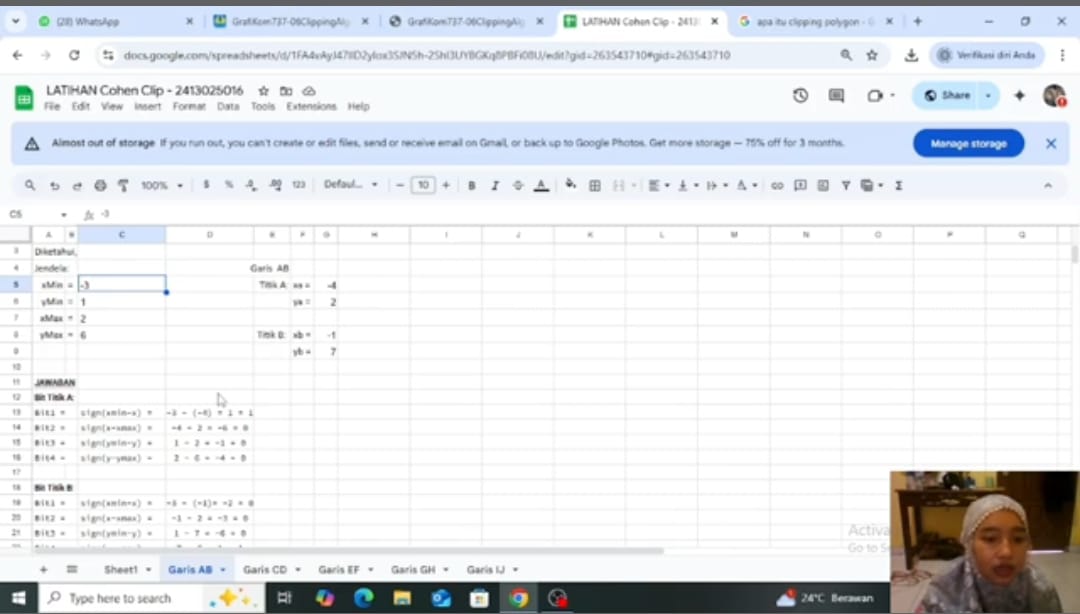 (28) WhatsApp
GrafiKom737-06ClippingAlg
GrafiKom737-06ClippingAlg
LATIHAN Cohen Clip - 2413
apa itu clipping polygon - G
docs.google.com/spreadsheets/d/
/edit?gid=263543710#gid=263543710
Verifikasi diri Anda
LATIHAN Cohen Clip - 2413025016
File Edit View Insert Format Data Tools Extensions Help
Share
Almost out of storage If you run out, you can't create or edit files, send or receive email on Gmail, or back up to Google Photos. Get more storage — 75% off for 3 months.
Manage storage
100% $ % 123 Defaul... 10 B I
C5 -3
A B C D E F G H I J K L M N O P Q
3 Diketahui,
4 Jendela: Garis AB
5 xMin = -3 Titik A: xa = -4
6 yMin = 1 ya = 2
7 xMax = 2
8 yMax = 6 Titik B: xb = -1
9 yb = 7
10
11 JAWABAN
12 Bit Titik A:
13 Bit1 = sign(xmin-x) = -3 - (-4) = 1 = 1
14 Bit2 = sign(x-xmax) = -4 - 2 = -6 = 0
15 Bit3 = sign(ymin-y) = 1 - 2 = -1 = 0
16 Bit4 = sign(y-ymax) = 2 - 6 = -4 = 0
17
18 Bit Titik B:
19 Bit1 = sign(xmin-x) = -3 - (-1)= -2 = 0
20 Bit2 = sign(x-xmax) = -1 - 2 = -3 = 0
21 Bit3 = sign(ymin-y) = 1 - 7 = -6 = 0
Activa
Go to Se
Sheet1 Garis AB Garis CD Garis EF Garis GH Garis IJ
Type here to search
24°C Berawan